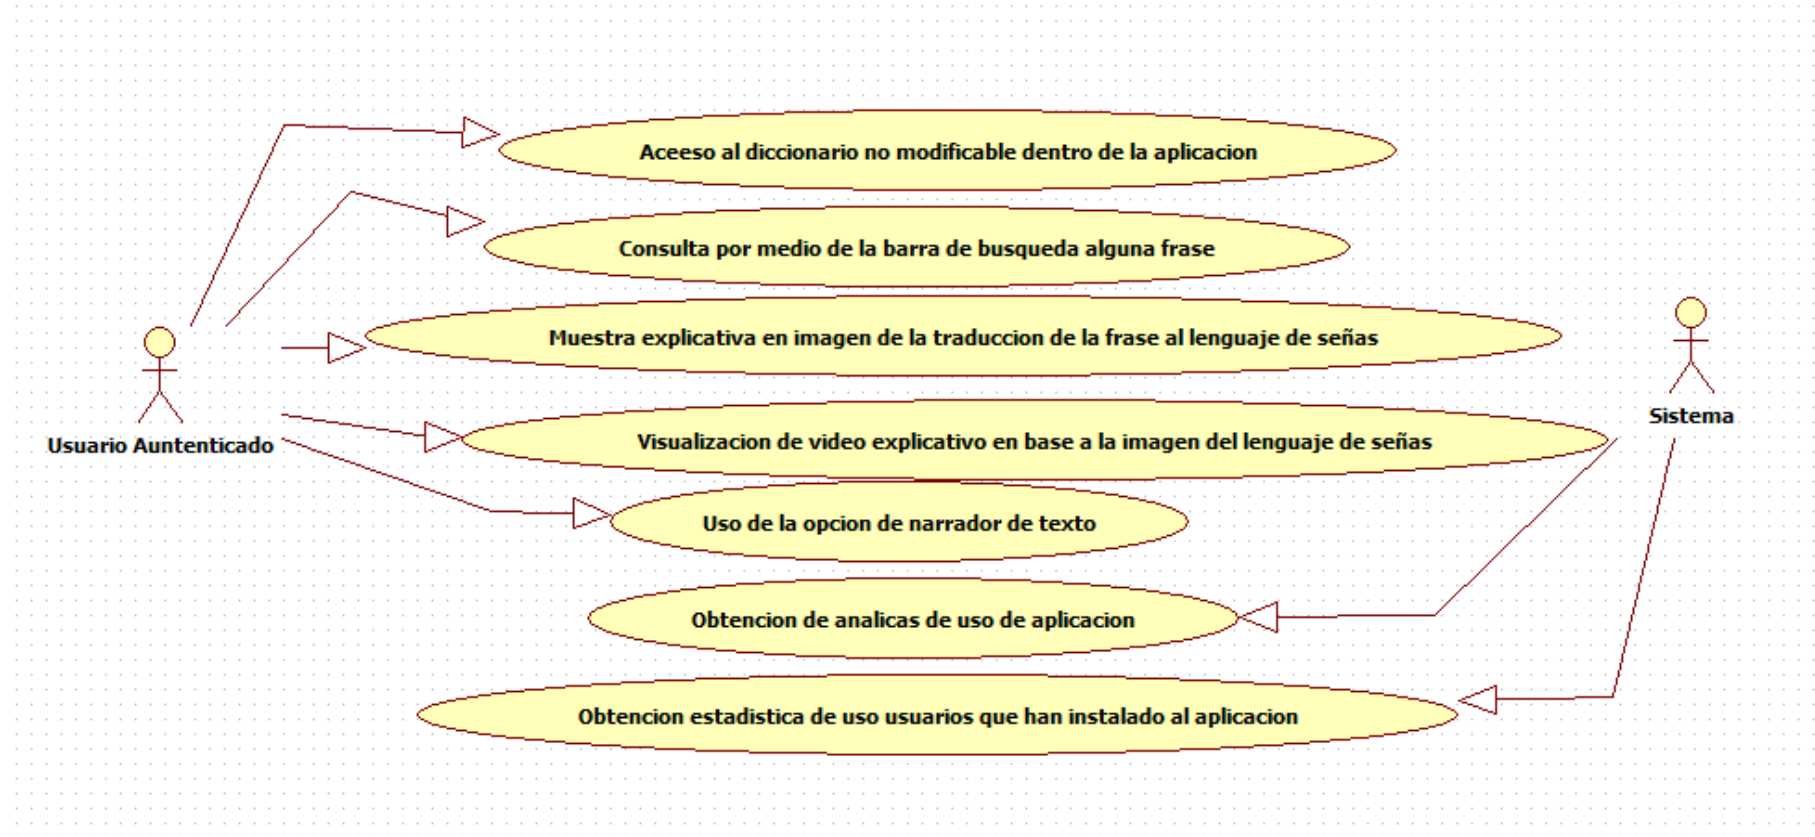 Aceeso al diccionario no modificable dentro de la aplicacion
Consulta por medio de la barra de busqueda alguna frase
Muestra explicativa en imagen de la traduccion de la frase al lenguaje de señas
Usuario Auntenticado
Sistema
Visualizacion de video explicativo en base a la imagen del lenguaje de señas
Uso de la opcion de narrador de texto
Obtencion de analicas de uso de aplicacion
Obtencion estadistica de uso usuarios que han instalado al aplicacion